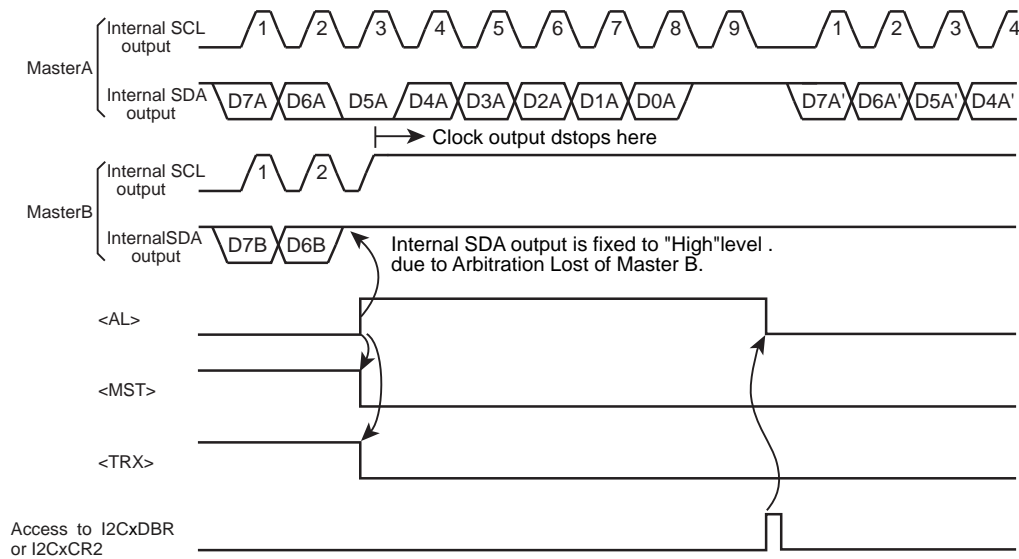 Internal SCL
output
1 2 3 4 5 6 7 8 9 1 2 3 4
MasterA
Internal SDA
output
D7A D6A D5A D4A D3A D2A D1A D0A D7A' D6A' D5A' D4A'
Clock output dstops here
Internal SCL
output
1 2
MasterB
InternalSDA
output
D7B D6B
Internal SDA output is fixed to "High"level .
due to Arbitration Lost of Master B.
<AL>
<MST>
<TRX>
Access to I2CxDBR
or I2CxCR2